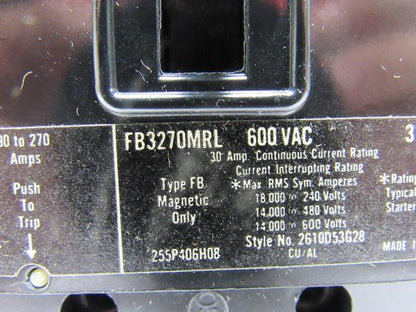 90 to 270
Amps
Push
To
Trip
FB3270MRL 600 VAC 3
30 Amp. Continuous Current Rating
Current Interrupting Rating
Type FB
Magnetic
Only
*Max. RMS Sym. Amperes
18,000 @ 240 Volts
14,000 @ 480 Volts
14,000 @ 600 Volts
255P406H08
Style No. 2610D53G28
CU/AL
*Rating
Typical
Starter
MADE